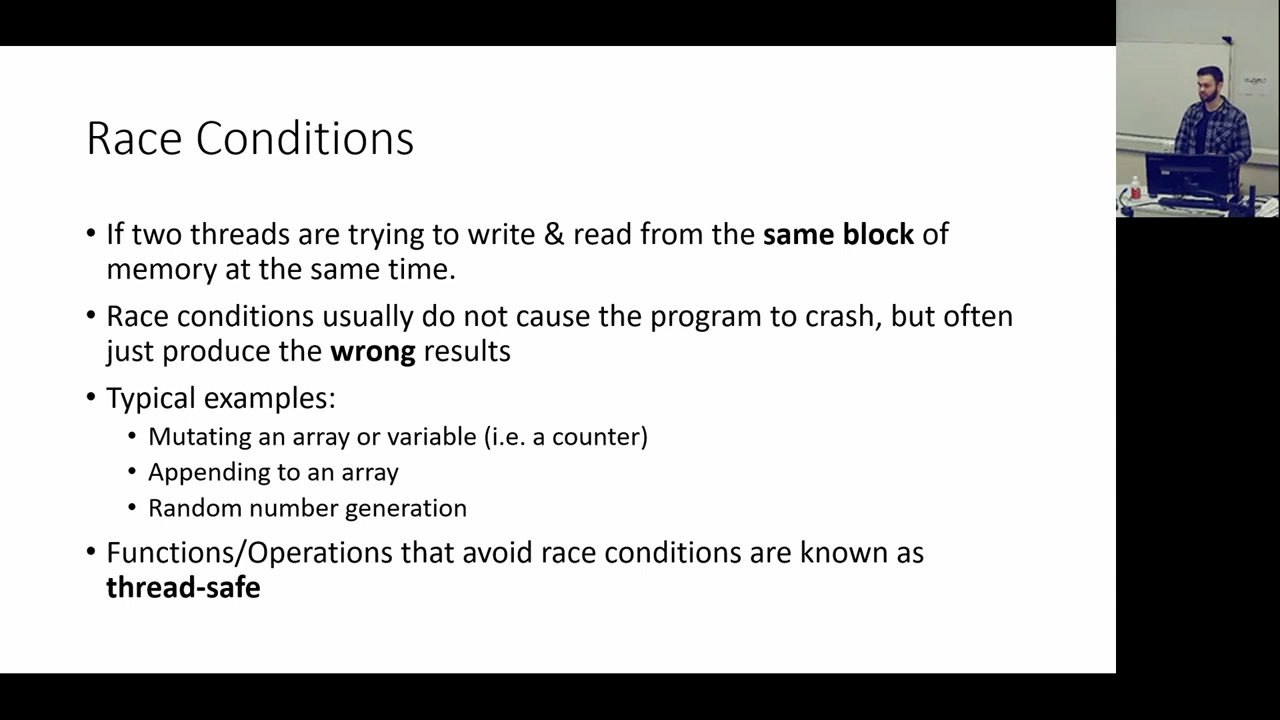 Race Conditions
• If two threads are trying to write & read from the same block of
memory at the same time.
• Race conditions usually do not cause the program to crash, but often
just produce the wrong results
• Typical examples:
• Mutating an array or variable (i.e. a counter)
• Appending to an array
• Random number generation
• Functions/Operations that avoid race conditions are known as
thread-safe